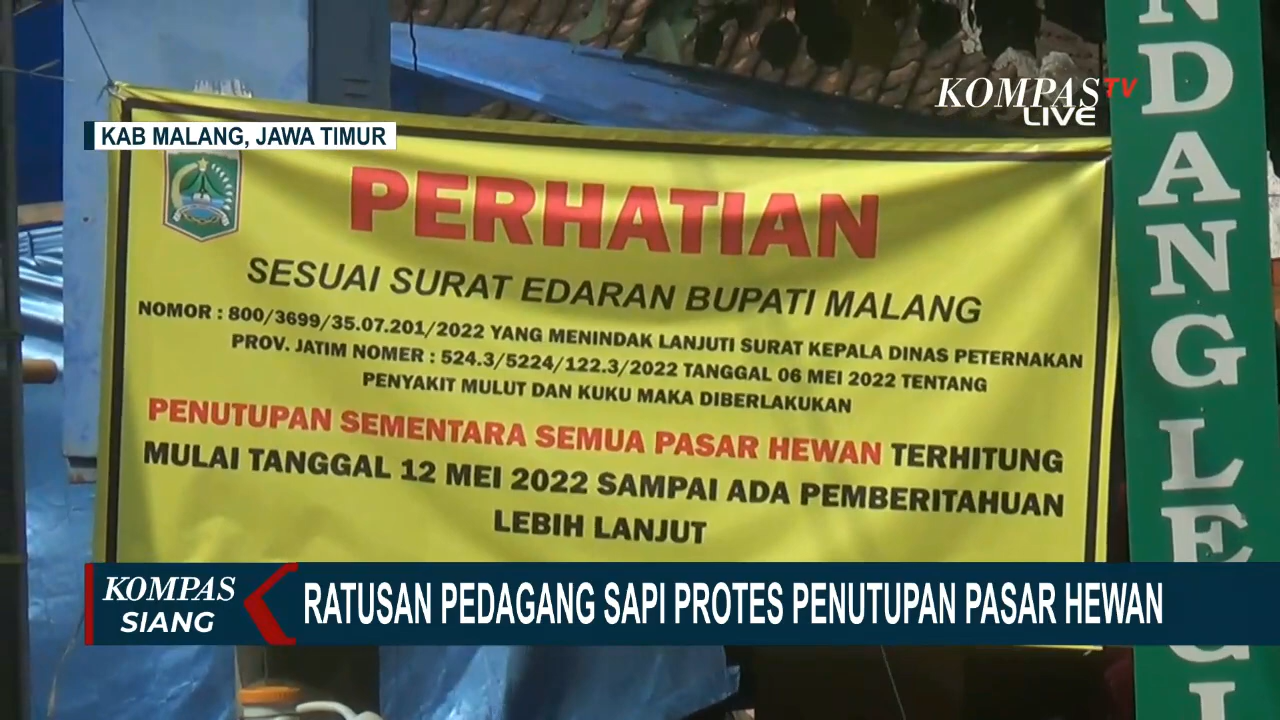 KOMPAS TV
LIVE
KAB MALANG, JAWA TIMUR
PERHATIAN
SESUAI SURAT EDARAN BUPATI MALANG
NOMOR : 800/3699/35.07.201/2022 YANG MENINDAK LANJUTI SURAT KEPALA DINAS PETERNAKAN
PROV. JATIM NOMER : 524.3/5224/122.3/2022 TANGGAL 06 MEI 2022 TENTANG
PENYAKIT MULUT DAN KUKU MAKA DIBERLAKUKAN
PENUTUPAN SEMENTARA SEMUA PASAR HEWAN TERHITUNG
MULAI TANGGAL 12 MEI 2022 SAMPAI ADA PEMBERITAHUAN
LEBIH LANJUT
NDANGLEGI
KOMPAS
SIANG
RATUSAN PEDAGANG SAPI PROTES PENUTUPAN PASAR HEWAN